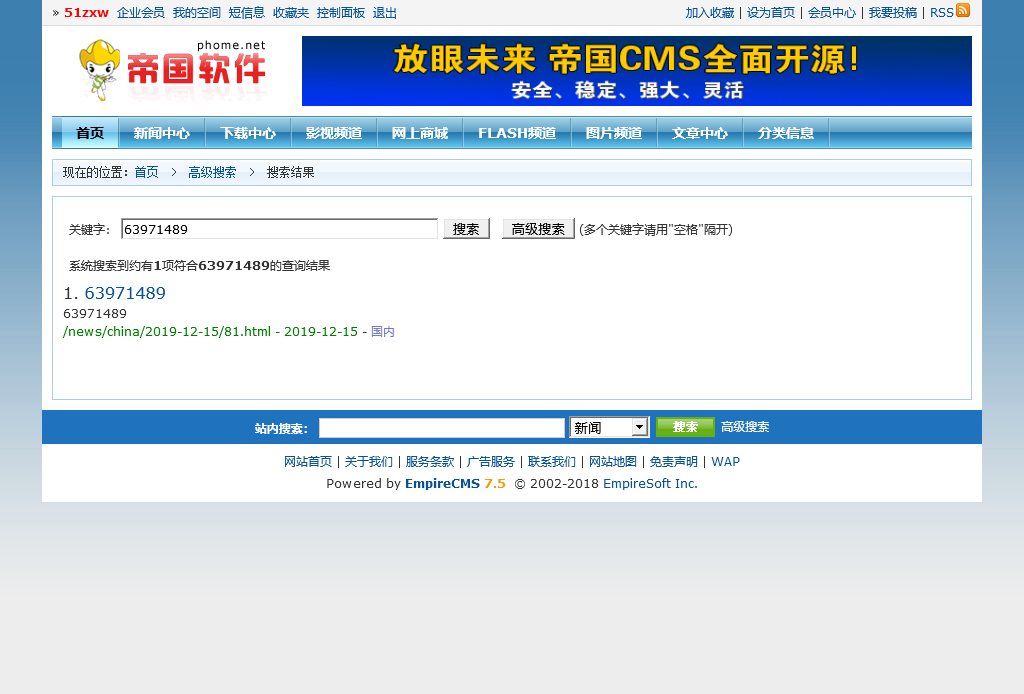 » 51zxw 企业会员 我的空间 短信息 收藏夹 控制面板 退出 加入收藏 | 设为首页 | 会员中心 | 我要投稿 | RSS
phome.net
帝国软件
放眼未来 帝国CMS全面开源!
安全、稳定、强大、灵活
首页 新闻中心 下载中心 影视频道 网上商城 FLASH频道 图片频道 文章中心 分类信息
现在的位置：首页 > 高级搜索 > 搜索结果
关键字： 63971489 搜索 高级搜索 (多个关键字请用"空格"隔开)
系统搜索到约有1项符合63971489的查询结果
1. 63971489
63971489
/news/china/2019-12-15/81.html - 2019-12-15 - 国内
站内搜索： 新闻 搜索 高级搜索
网站首页 | 关于我们 | 服务条款 | 广告服务 | 联系我们 | 网站地图 | 免责声明 | WAP
Powered by EmpireCMS 7.5 © 2002-2018 EmpireSoft Inc.